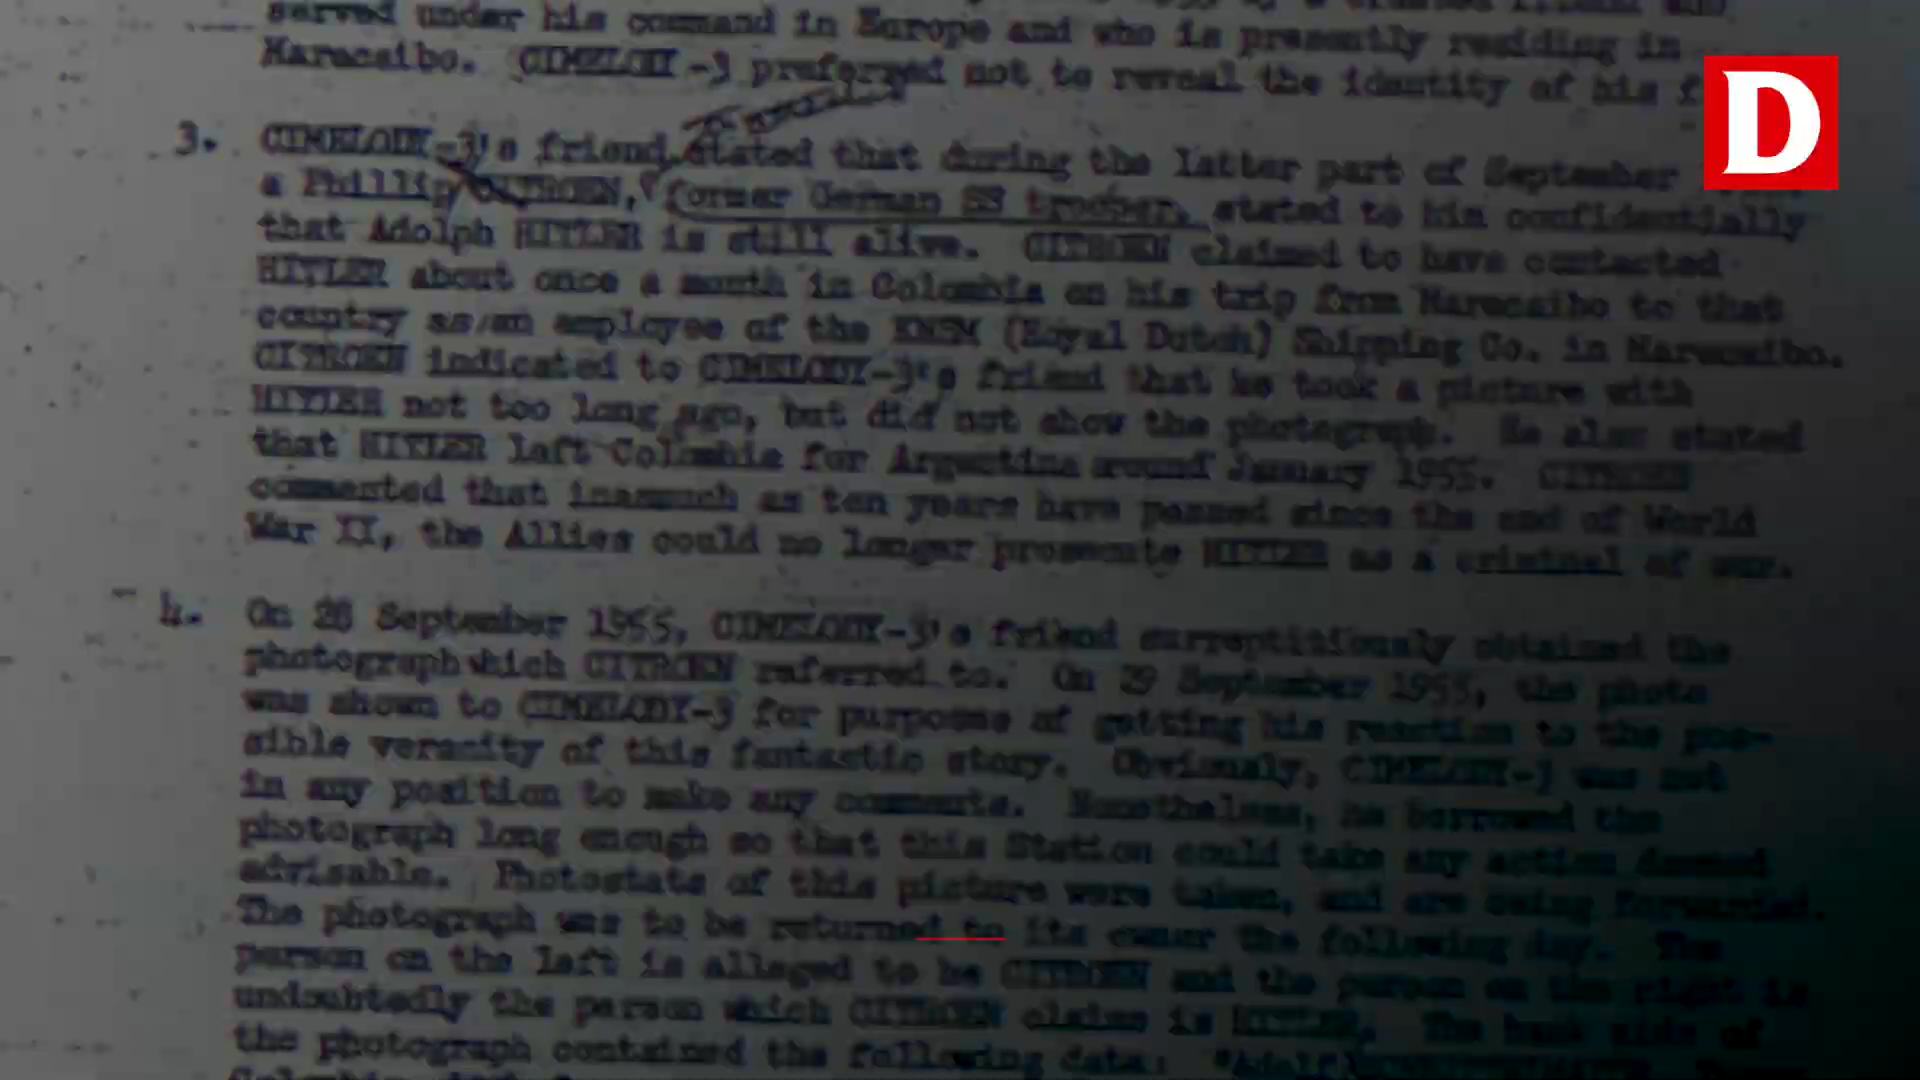 served under his command in Europe and who is presently residing in
Maracaibo. CIMELODY-3 preferred not to reveal the identity of his f
D
3. CIMELODY-3's friend stated that during the latter part of September
a Phillip CITROEN, former German SS trooper, stated to him confidentially
that Adolph HITLER is still alive. CITROEN claimed to have contacted
HITLER about once a month in Colombia on his trip from Maracaibo to that
country as an employee of the KNSM (Royal Dutch) Shipping Co. in Maracaibo.
CITROEN indicated to CIMELODY-3's friend that he took a picture with
HITLER not too long ago, but did not show the photograph. He also stated
that HITLER left Colombia for Argentina around January 1955. CITROEN
commented that inasmuch as ten years have passed since the end of World
War II, the Allies could no longer prosecute HITLER as a criminal of war.
4. On 28 September 1955, CIMELODY-3's friend surreptitiously obtained the
photograph which CITROEN referred to. On 29 September 1955, the photo
was shown to CIMELODY-3 for purposes of getting his reaction to the pos-
sible veracity of this fantastic story. Obviously, CIMELODY-3 was not
in any position to make any comments. Nonetheless, he borrowed the
photograph long enough so that this Station could take any action deemed
advisable. Photostats of this picture were taken, and are being forwarded.
The photograph was to be returned to its owner the following day. The
person on the left is alleged to be CITROEN and the person on the right is
undoubtedly the person which CITROEN claims is HITLER. The back side of
the photograph contained the following data: "Adolf